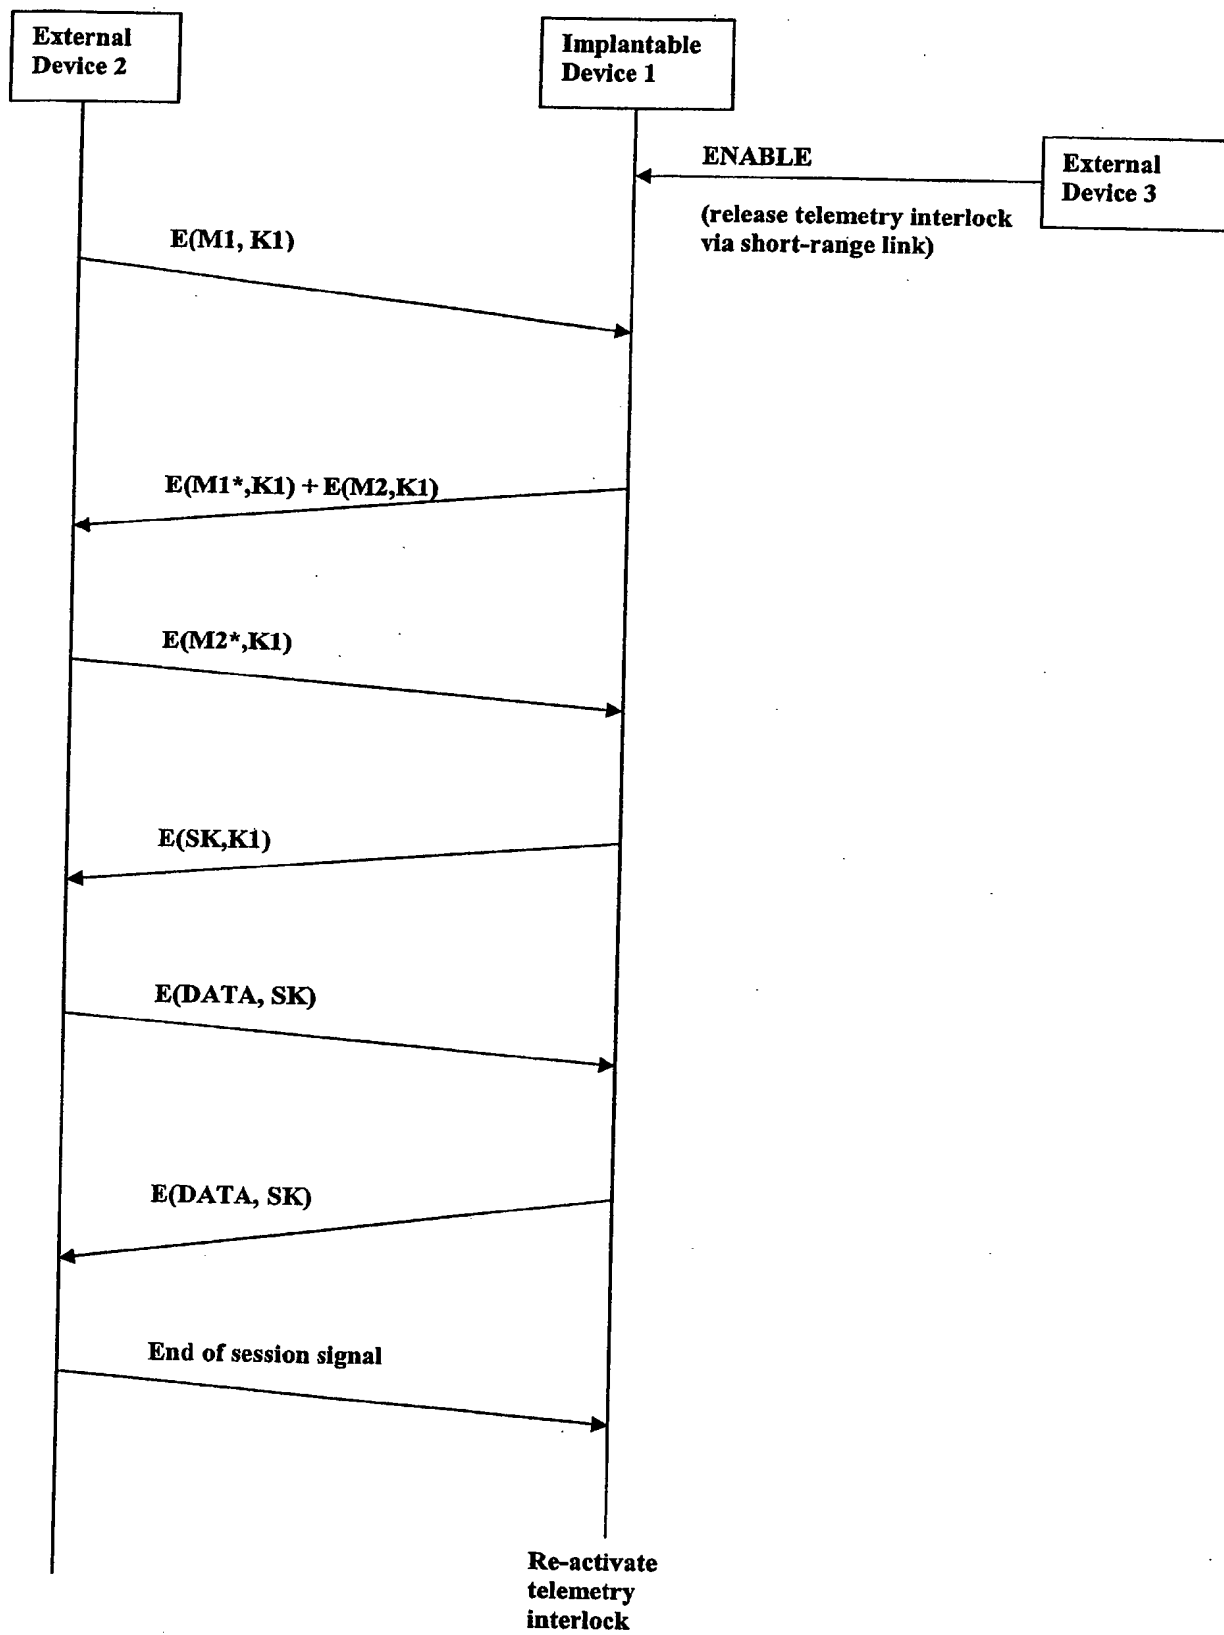 External
Device 2
Implantable
Device 1
ENABLE
External
Device 3
(release telemetry interlock
via short-range link)
E(M1, K1)
E(M1*,K1) + E(M2,K1)
E(M2*,K1)
E(SK,K1)
E(DATA, SK)
E(DATA, SK)
End of session signal
Re-activate
telemetry
interlock